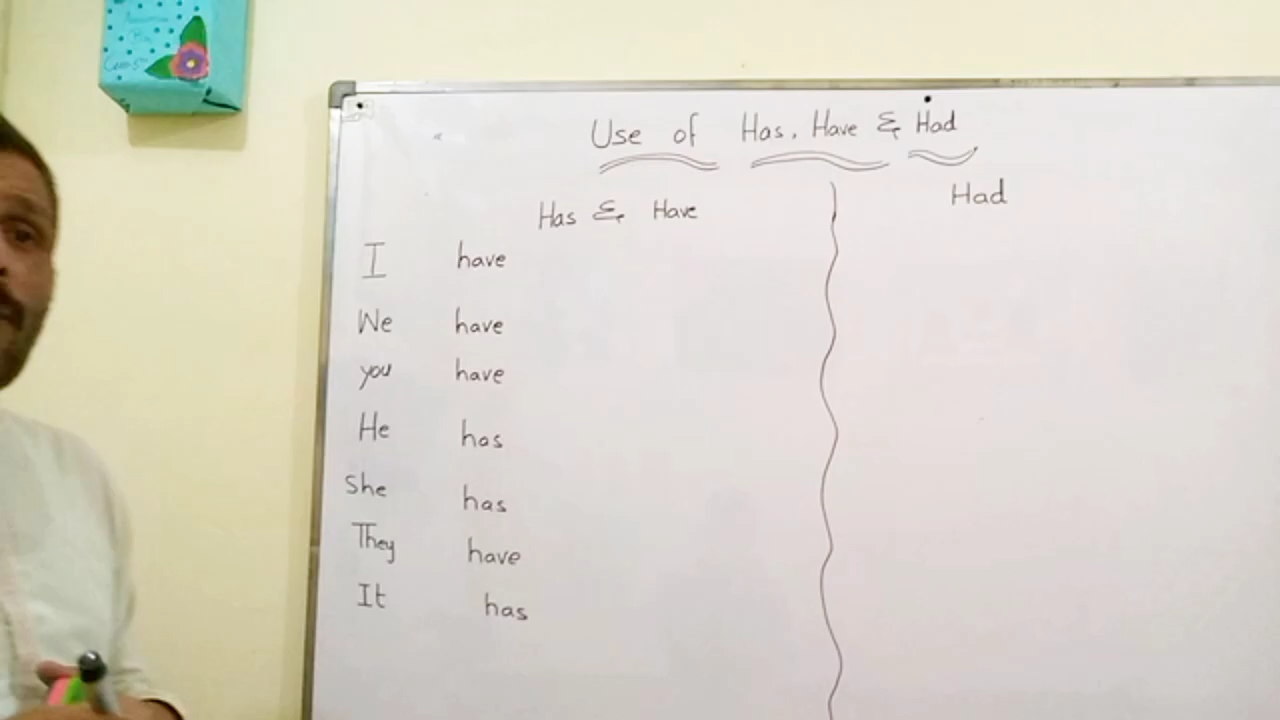 Use of Has, Have & Had
Has & Have
I have
We have
you have
He has
She has
They have
It has
Had